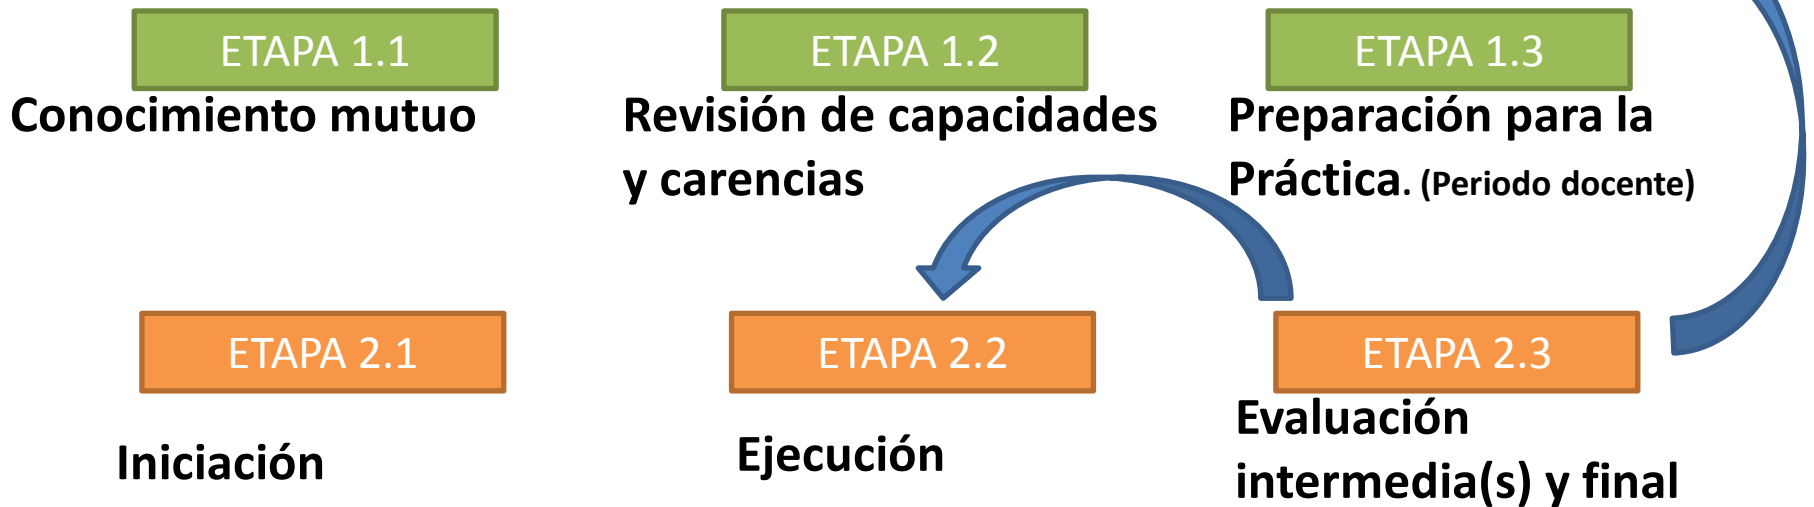 ETAPA 1.1
ETAPA 1.2
ETAPA 1.3
Conocimiento mutuo
Revisión de capacidades
y carencias
Preparación para la
Práctica. (Periodo docente)
ETAPA 2.1
ETAPA 2.2
ETAPA 2.3
Iniciación
Ejecución
Evaluación
intermedia(s) y final